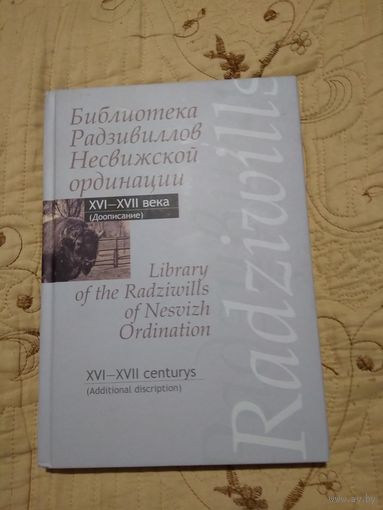 Библиотека
Радзивиллов
Несвижской
ординации
XVI–XVII века
(Доописание)
Library
of the Radziwills
of Nesvizh
Ordination
XVI–XVII centurys
(Additional discription)
Radziwills
www.ay.by